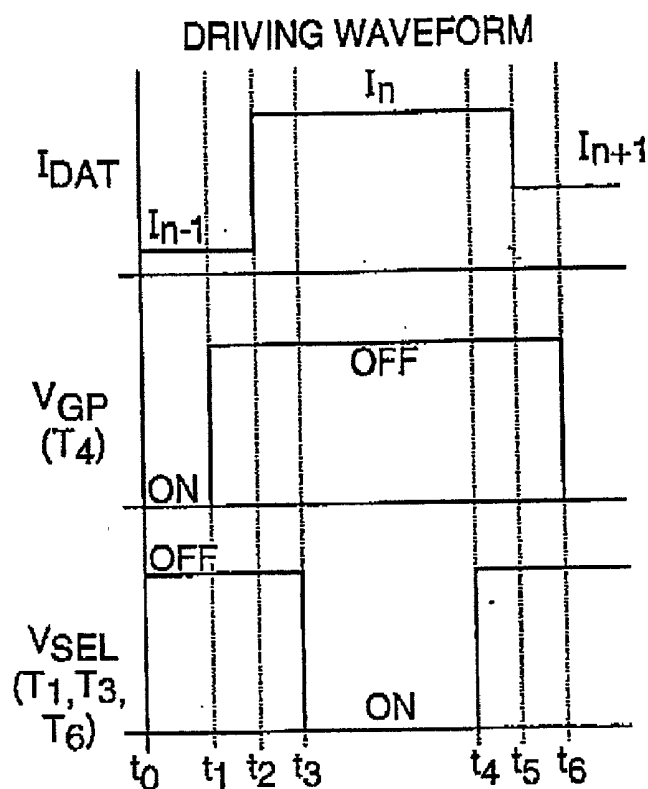 DRIVING WAVEFORM
In
IDAT
In+1
In-1
OFF
VGP
(T4)
ON
OFF
VSEL
(T1,T3,
T6)
ON
t0 t1 t2 t3 t4 t5 t6